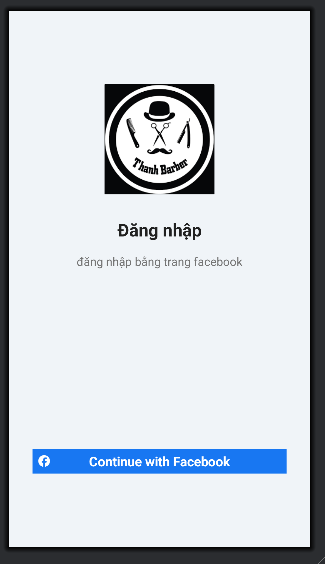 Thanh Barber
Đăng nhập
đăng nhập bằng trang facebook
Continue with Facebook